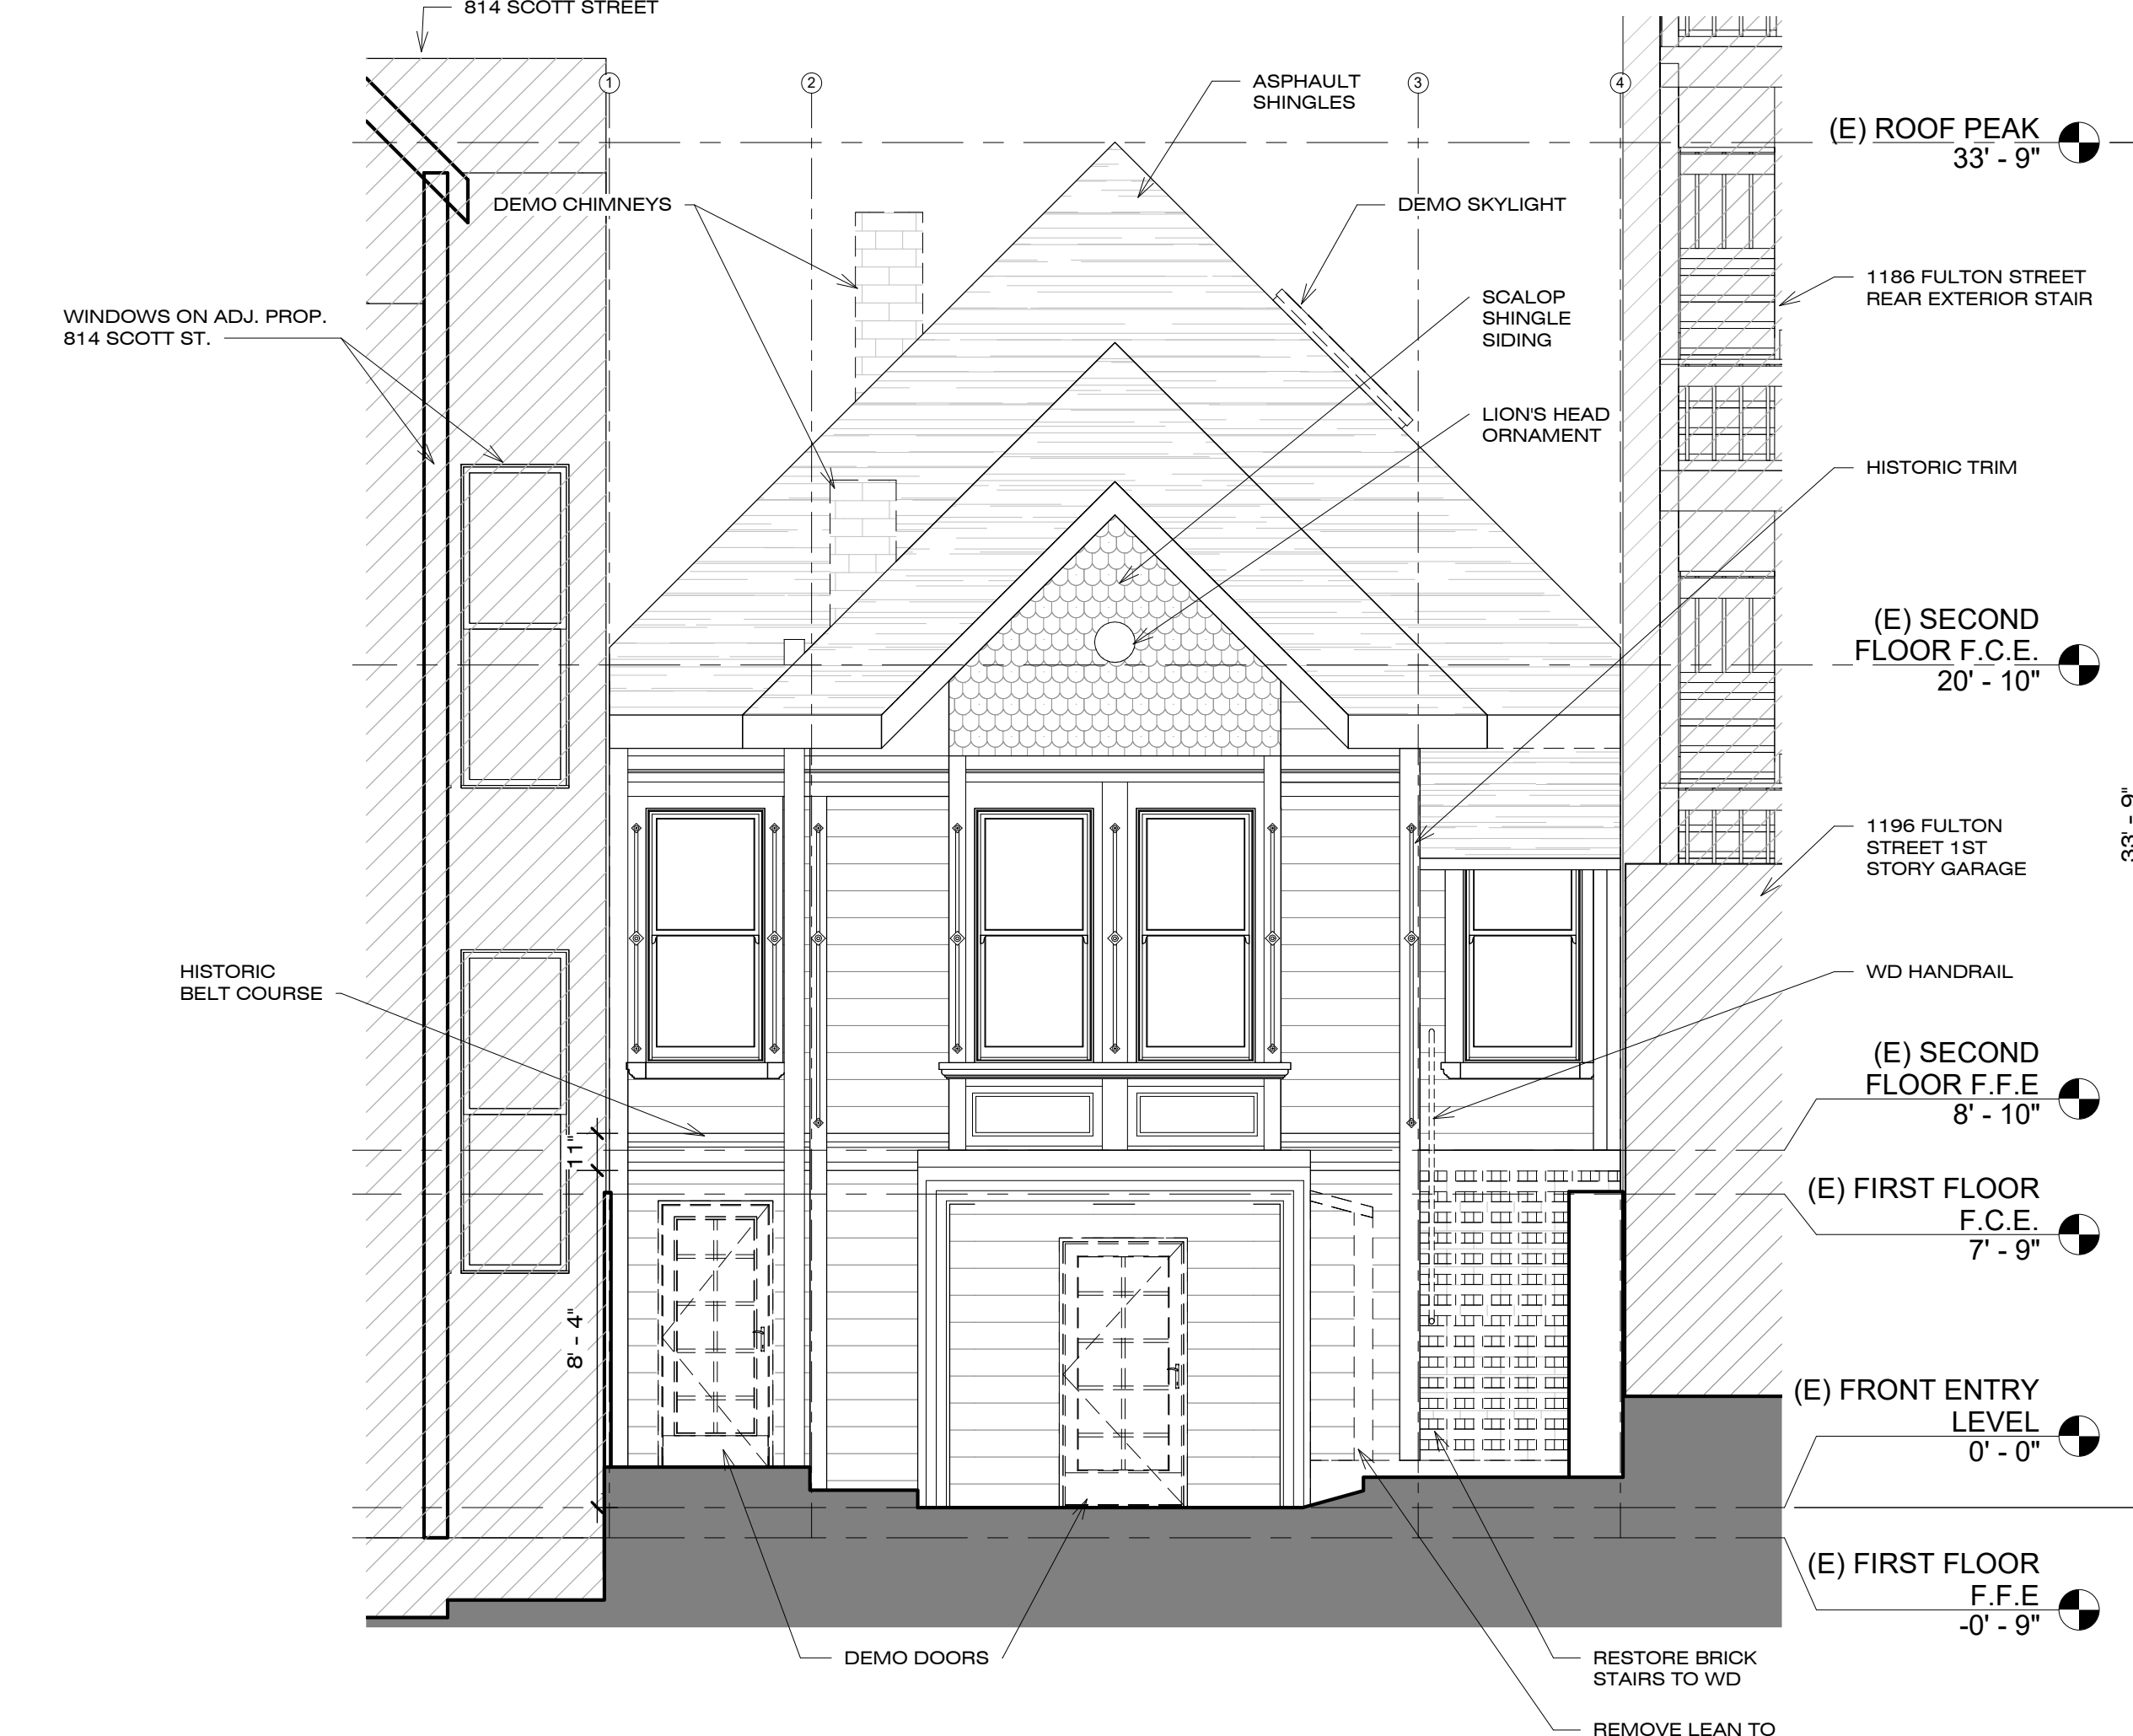 814 SCOTT STREET
1
2
3
4
ASPHAULT
SHINGLES
(E) ROOF PEAK
33' - 9"
DEMO CHIMNEYS
DEMO SKYLIGHT
1186 FULTON STREET
REAR EXTERIOR STAIR
SCALOP
SHINGLE
SIDING
WINDOWS ON ADJ. PROP.
814 SCOTT ST.
LION'S HEAD
ORNAMENT
HISTORIC TRIM
(E) SECOND
FLOOR F.C.E.
20' - 10"
33' - 9"
1196 FULTON
STREET 1ST
STORY GARAGE
HISTORIC
BELT COURSE
WD HANDRAIL
(E) SECOND
FLOOR F.F.E
8' - 10"
11"
(E) FIRST FLOOR
F.C.E.
7' - 9"
8' - 4"
(E) FRONT ENTRY
LEVEL
0' - 0"
(E) FIRST FLOOR
F.F.E
-0' - 9"
DEMO DOORS
RESTORE BRICK
STAIRS TO WD
REMOVE LEAN TO